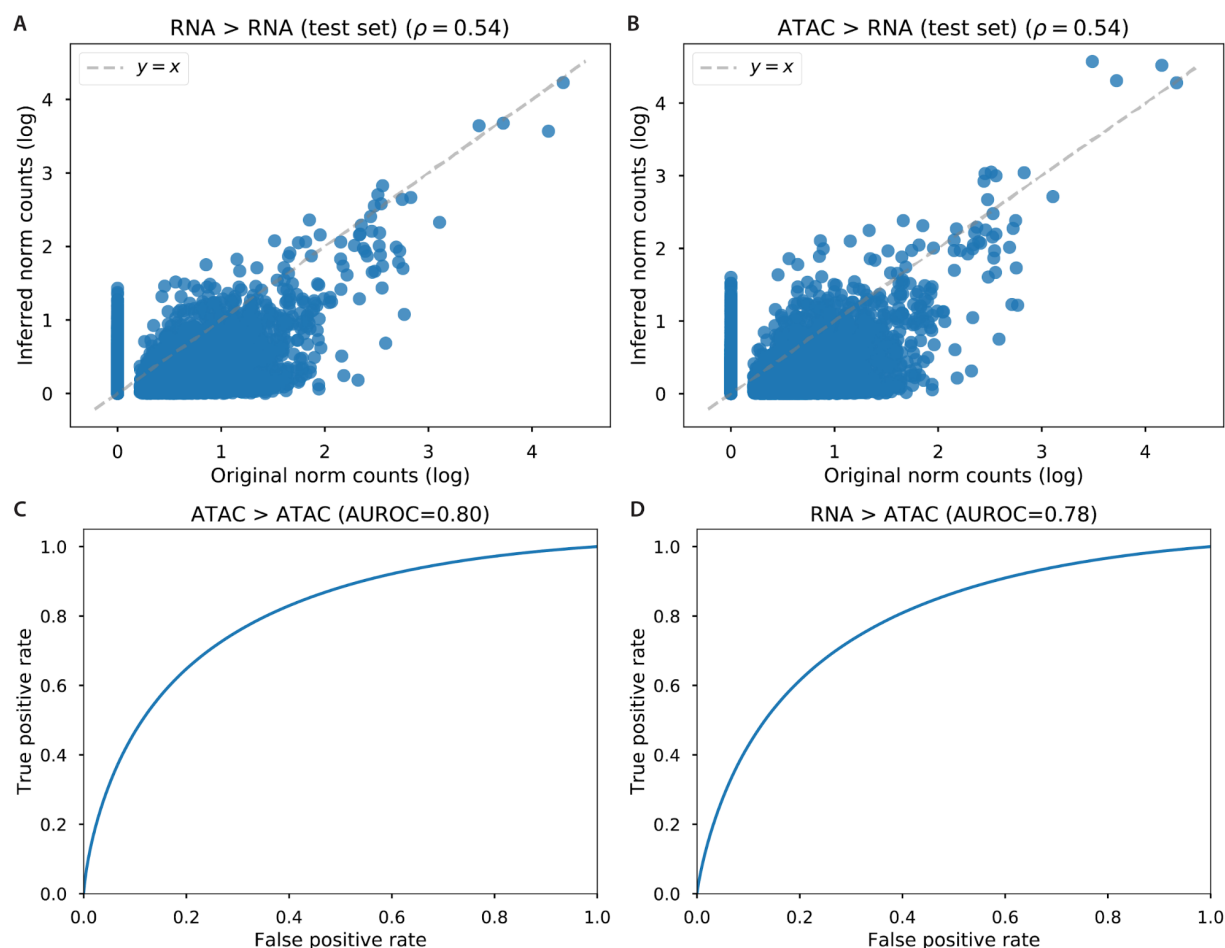 A
RNA > RNA (test set) (ρ = 0.54)
y = x
Inferred norm counts (log)
4
3
2
1
0
0 1 2 3 4
Original norm counts (log)
B
ATAC > RNA (test set) (ρ = 0.54)
y = x
Inferred norm counts (log)
4
3
2
1
0
0 1 2 3 4
Original norm counts (log)
C
ATAC > ATAC (AUROC=0.80)
True positive rate
1.0
0.8
0.6
0.4
0.2
0.0
0.0 0.2 0.4 0.6 0.8 1.0
False positive rate
D
RNA > ATAC (AUROC=0.78)
True positive rate
1.0
0.8
0.6
0.4
0.2
0.0
0.0 0.2 0.4 0.6 0.8 1.0
False positive rate